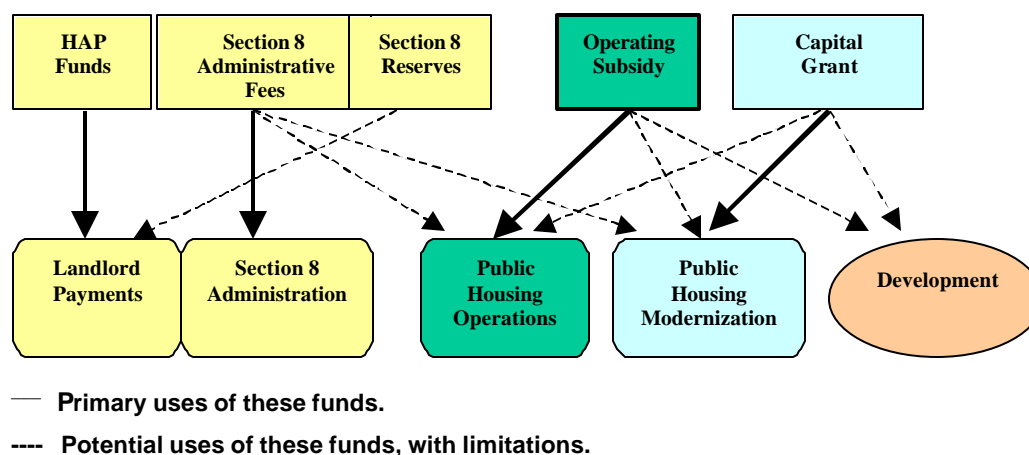 HAP
Funds
Section 8
Administrative
Fees
Section 8
Reserves
Operating
Subsidy
Capital
Grant
Landlord
Payments
Section 8
Administration
Public
Housing
Operations
Public
Housing
Modernization
Development
— Primary uses of these funds.
---- Potential uses of these funds, with limitations.